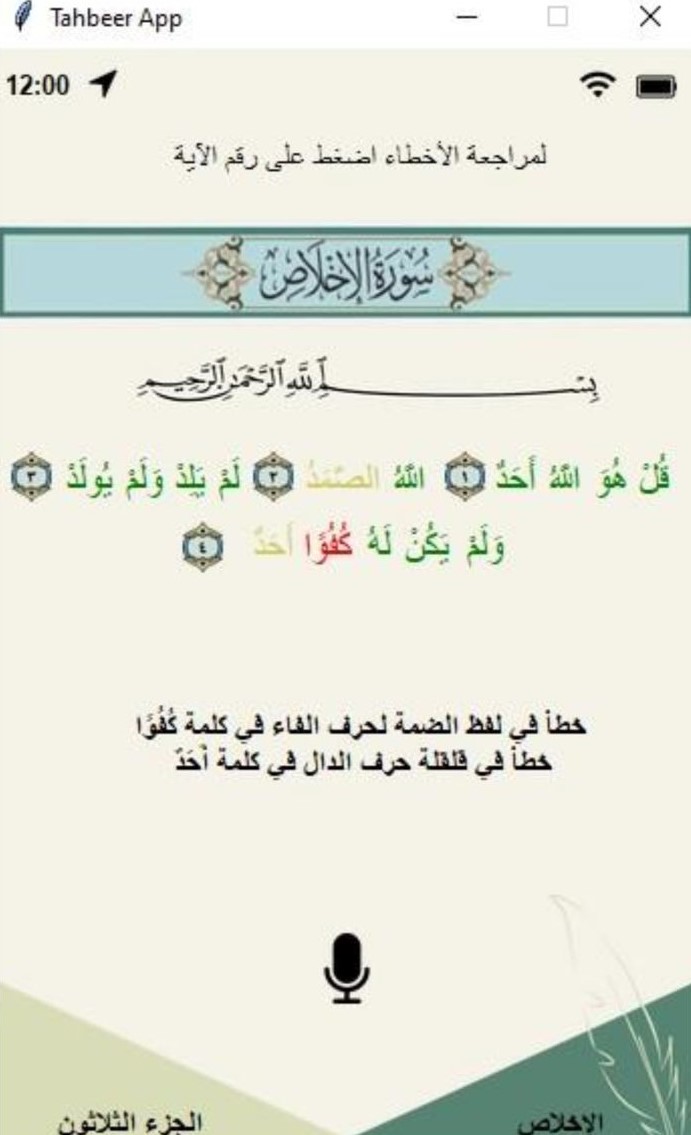 Tahbeer App
12:00
لمراجعة الأخطاء اضغط على رقم الآية
سُورَةُ الإِخْلَاصِ
بِسْمِ ٱللَّهِ ٱلرَّحْمَٰنِ ٱلرَّحِيمِ
قُلْ هُوَ اللَّهُ أَحَدٌ ١ اللَّهُ الصَّمَدُ ٢ لَمْ يَلِدْ وَلَمْ يُولَدْ ٣
وَلَمْ يَكُنْ لَهُ كُفُوًا أَحَدٌ ٤
خطأ في لفظ الضمة لحرف الفاء في كلمة كُفُوًا
خطأ في قلقلة حرف الدال في كلمة أَحَدٌ
الاخلاص
الجزء الثلاثون